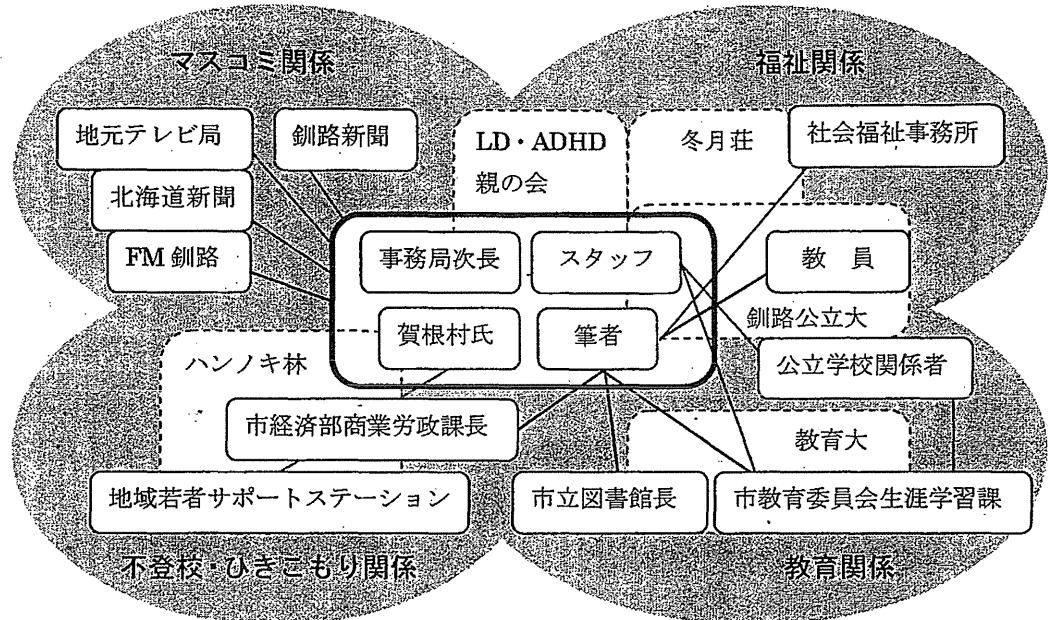 マスコミ関係
福祉関係
地元テレビ局
釧路新聞
LD・ADHD
親の会
冬月荘
社会福祉事務所
北海道新聞
FM 釧路
事務局次長
スタッフ
教　員
釧路公立大
賀根村氏
筆者
ハンノキ林
公立学校関係者
市経済部商業労政課長
教育大
地域若者サポートステーション
市立図書館長
市教育委員会生涯学習課
不登校・ひきこもり関係
教育関係